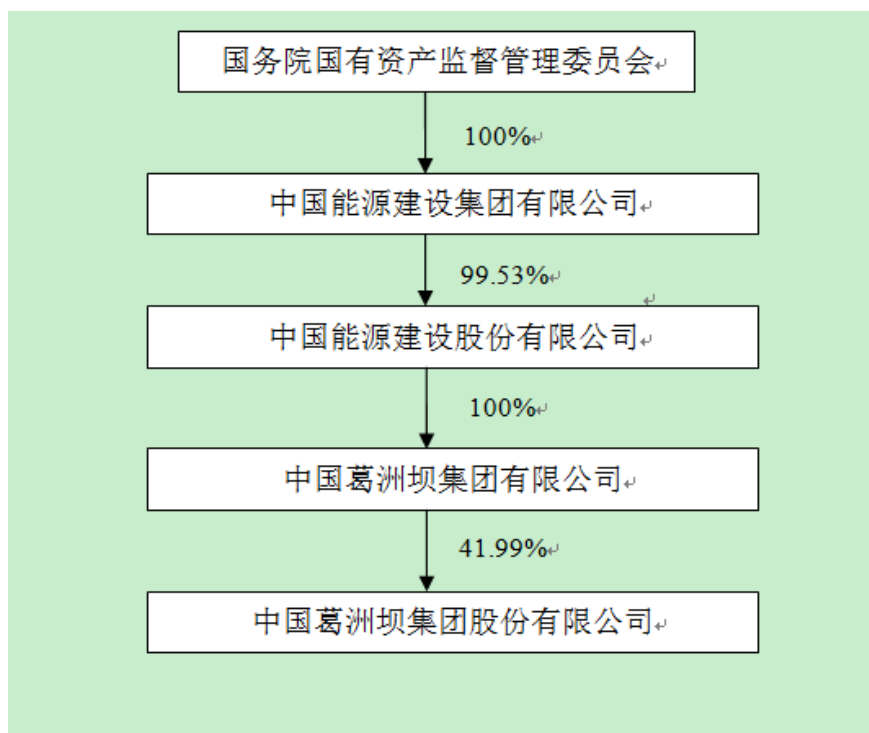 国务院国有资产监督管理委员会
100%
中国能源建设集团有限公司
99.53%
中国能源建设股份有限公司
100%
中国葛洲坝集团有限公司
41.99%
中国葛洲坝集团股份有限公司